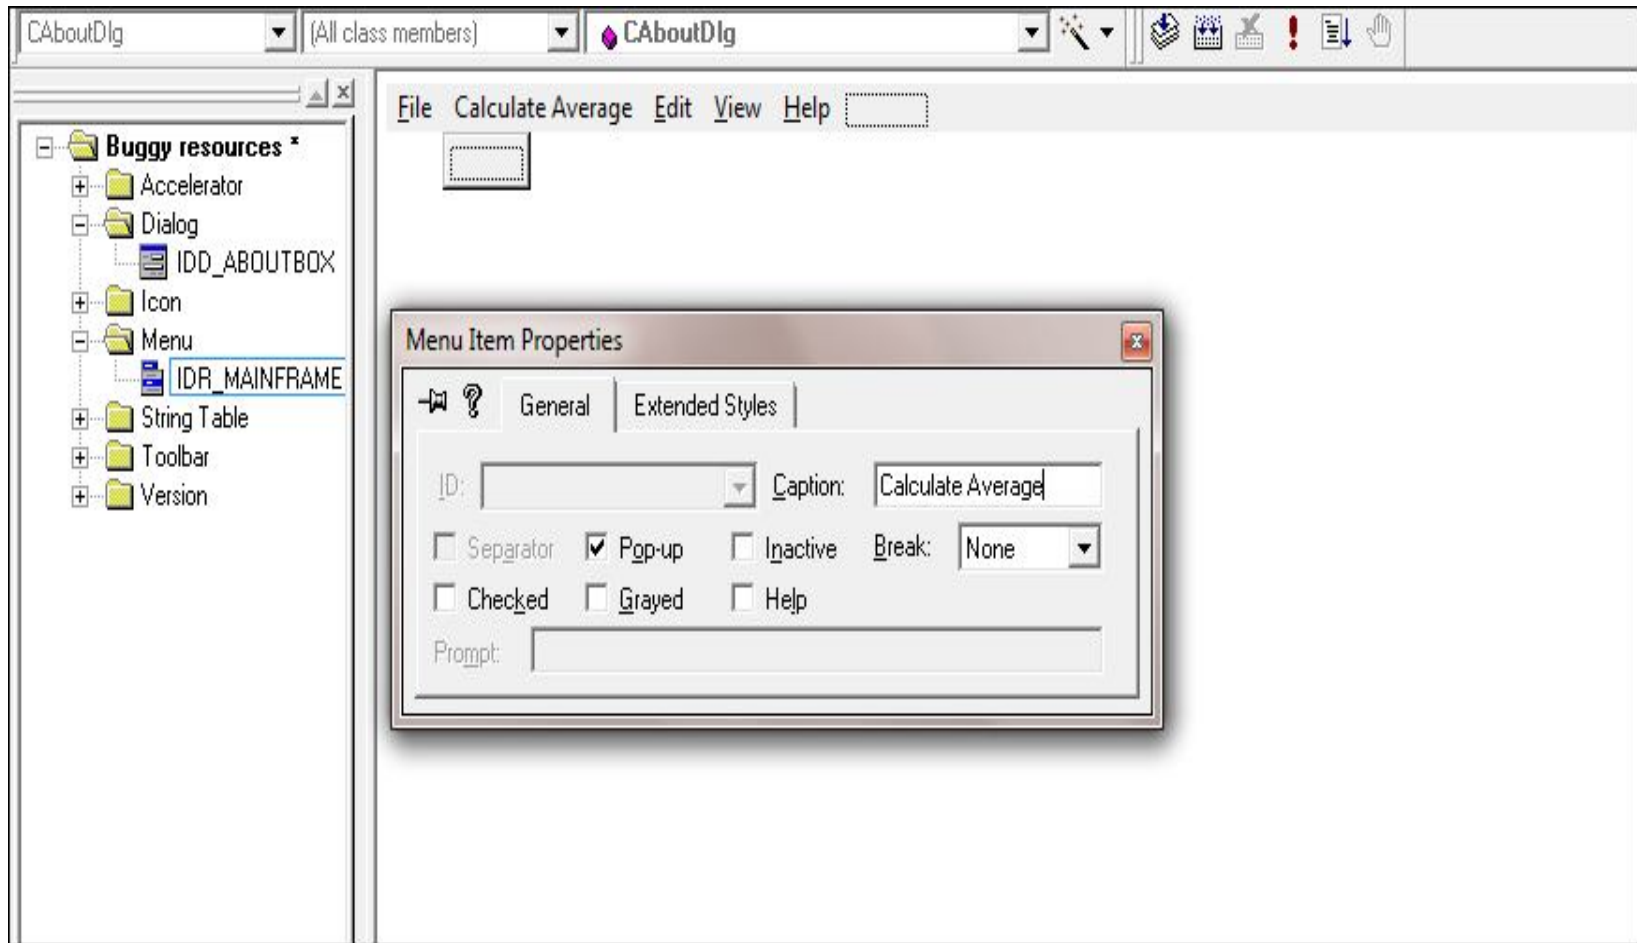 CAboutDlg (All class members) CAboutDlg
File Calculate Average Edit View Help
Buggy resources *
Accelerator
Dialog
IDD_ABOUTBOX
Icon
Menu
IDR_MAINFRAME
String Table
Toolbar
Version
Menu Item Properties
General Extended Styles
ID: Caption: Calculate Average
Separator Pop-up Inactive Break: None
Checked Grayed Help
Prompt: